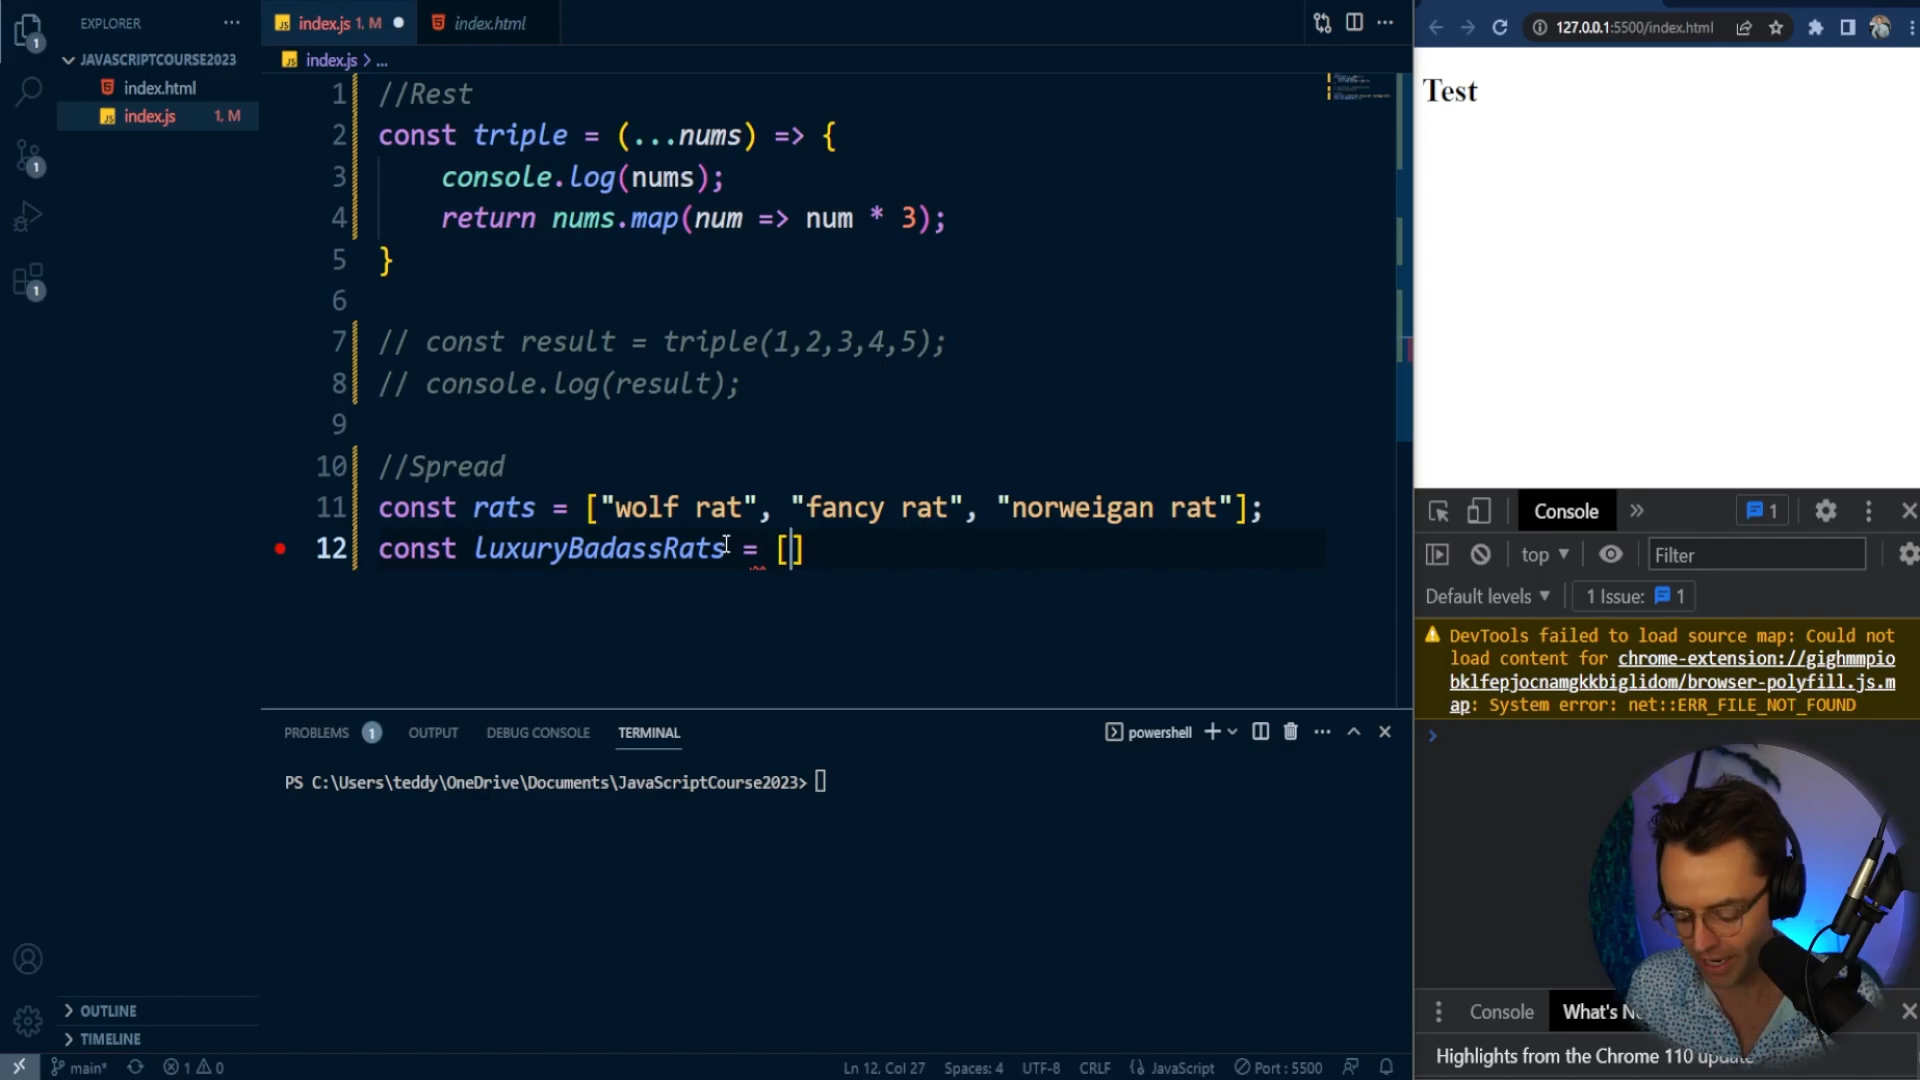 EXPLORER
JAVASCRIPTCOURSE2023
index.html
index.js 1, M
OUTLINE
TIMELINE
index.js 1, M
index.html
index.js > ...
1 //Rest
2 const triple = (...nums) => {
3 console.log(nums);
4 return nums.map(num => num * 3);
5 }
6
7 // const result = triple(1,2,3,4,5);
8 // console.log(result);
9
10 //Spread
11 const rats = ["wolf rat", "fancy rat", "norweigan rat"];
12 const luxuryBadassRats = []
PROBLEMS 1 OUTPUT DEBUG CONSOLE TERMINAL
powershell
PS C:\Users\teddy\OneDrive\Documents\JavaScriptCourse2023>
main* 1 0
Ln 12, Col 27 Spaces: 4 UTF-8 CRLF JavaScript Port : 5500
127.0.0.1:5500/index.html
Test
Console 1
top Filter
Default levels 1 Issue: 1
DevTools failed to load source map: Could not
load content for chrome-extension://gighmmpio
bklfepjocnamgkkbiglidom/browser-polyfill.js.m
ap: System error: net::ERR_FILE_NOT_FOUND
Console What's
Highlights from the Chrome 110 update